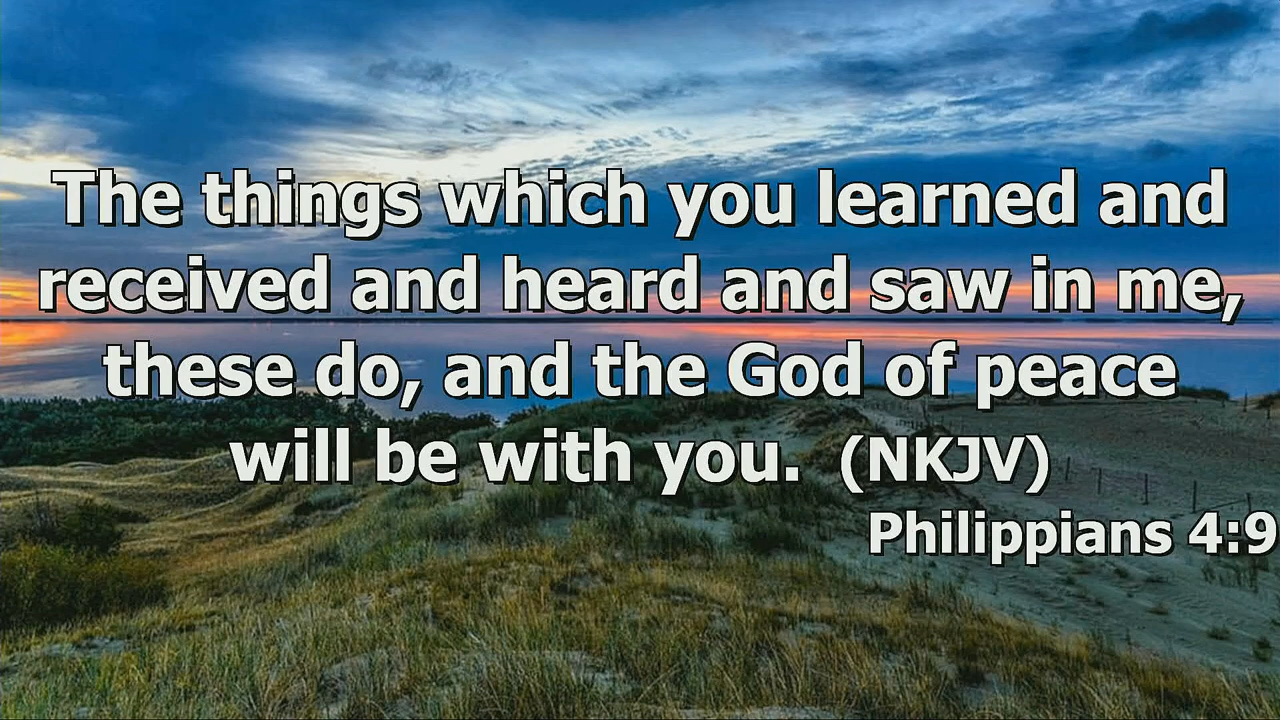 The things which you learned and
received and heard and saw in me,
these do, and the God of peace
will be with you. (NKJV)
Philippians 4:9